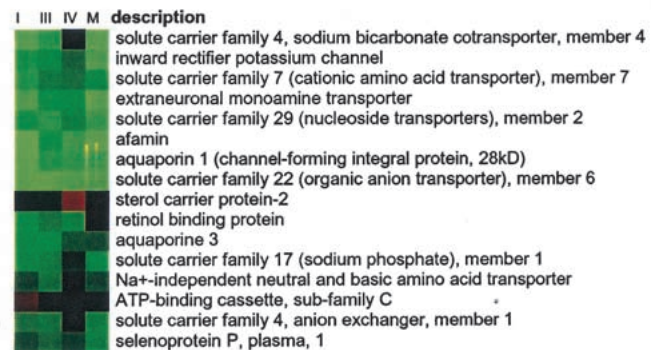 I III IV M description
solute carrier family 4, sodium bicarbonate cotransporter, member 4
inward rectifier potassium channel
solute carrier family 7 (cationic amino acid transporter), member 7
extraneuronal monoamine transporter
solute carrier family 29 (nucleoside transporters), member 2
afamin
aquaporin 1 (channel-forming integral protein, 28kD)
solute carrier family 22 (organic anion transporter), member 6
sterol carrier protein-2
retinol binding protein
aquaporine 3
solute carrier family 17 (sodium phosphate), member 1
Na+-independent neutral and basic amino acid transporter
ATP-binding cassette, sub-family C
solute carrier family 4, anion exchanger, member 1
selenoprotein P, plasma, 1